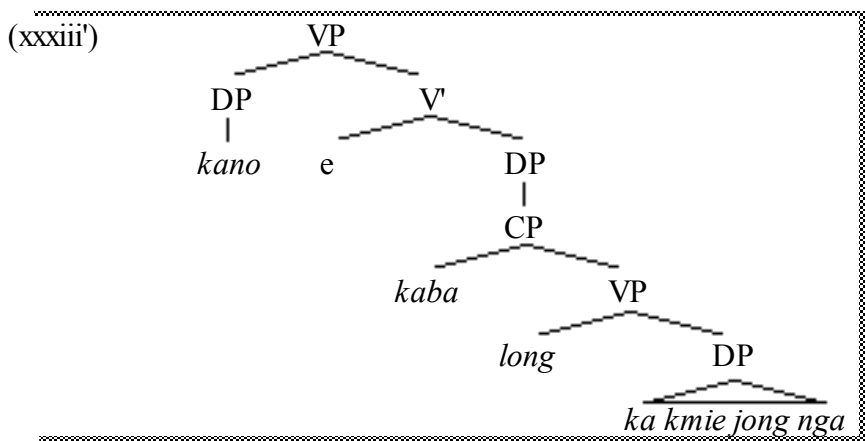 (xxxiii') VP
DP V'
kano e DP
CP
kaba VP
long DP
ka kmie jong nga